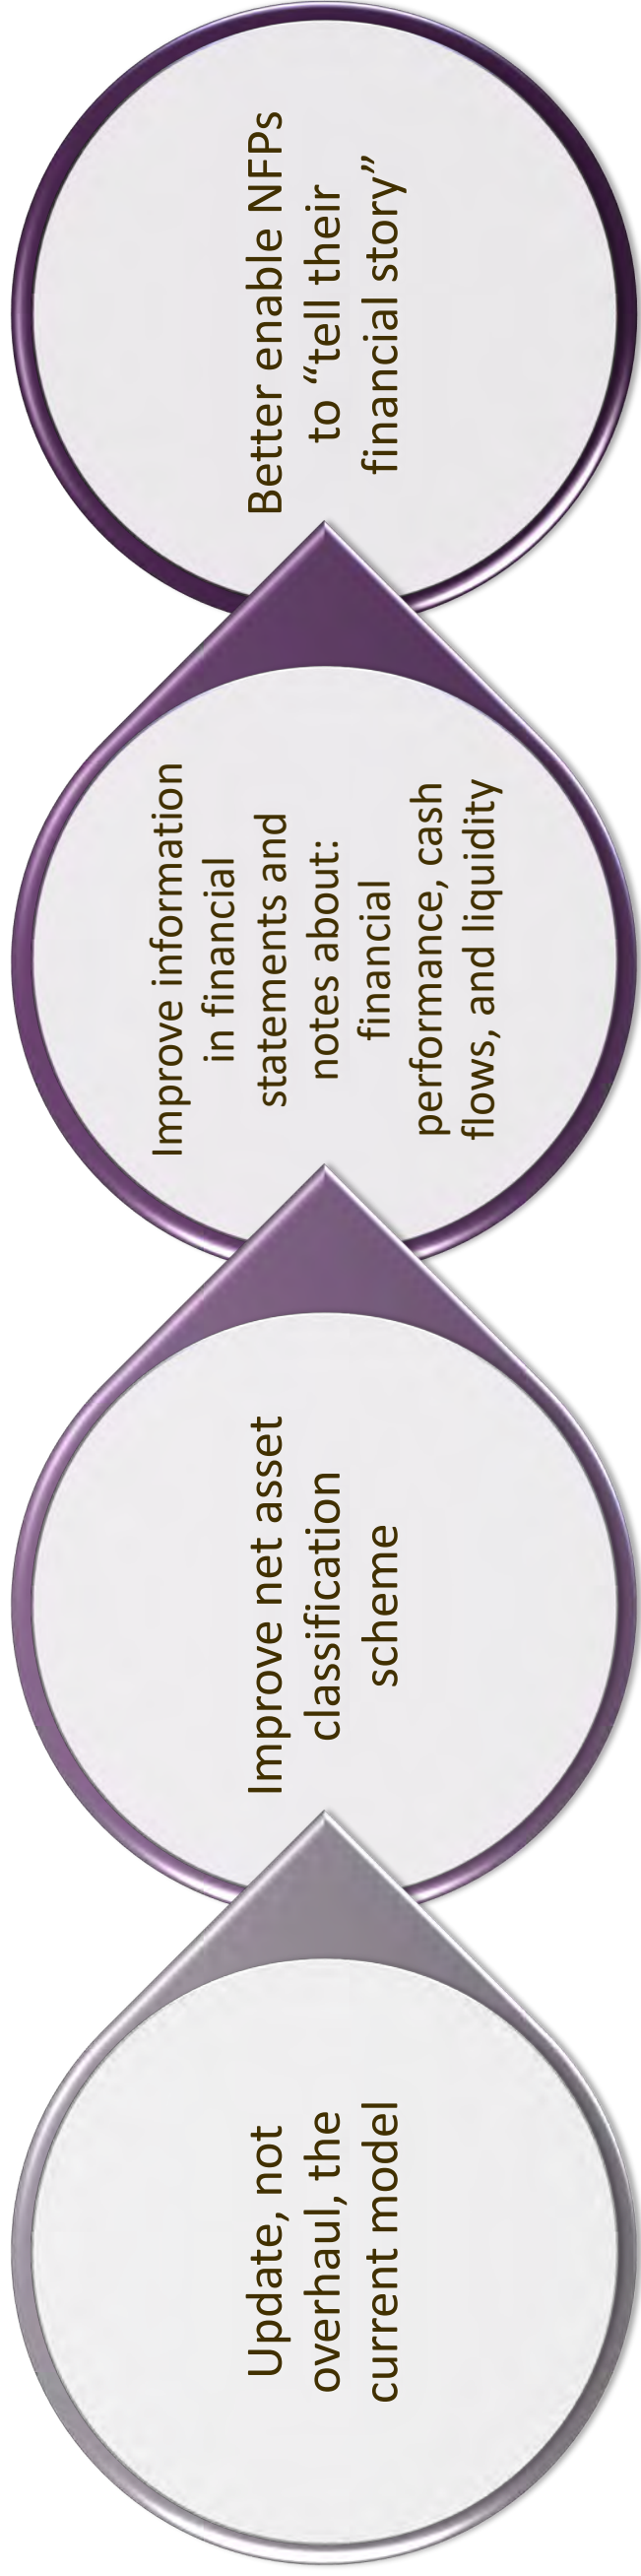 Update, not
overhaul, the
current model
Improve net asset
classification
scheme
Improve information
in financial
statements and
notes about:
financial
performance, cash
flows, and liquidity
Better enable NFPs
to “tell their
financial story”